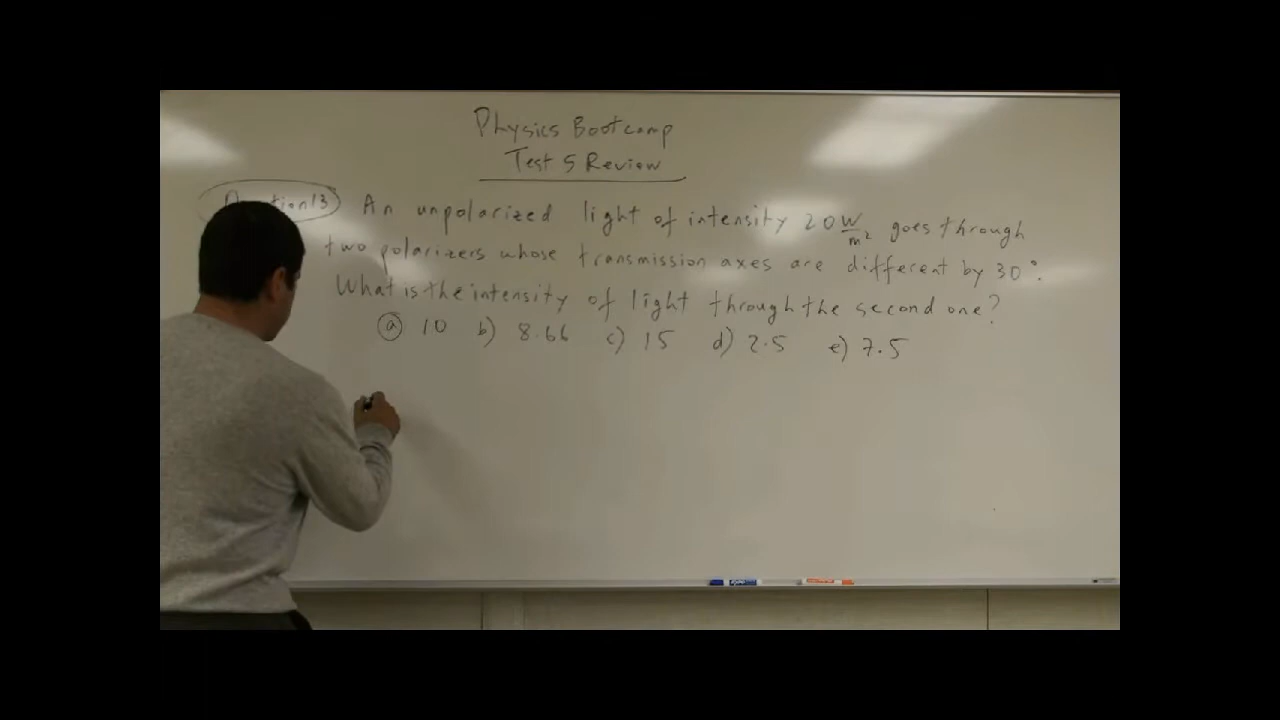 Physics Bootcamp
Test 5 Review
Question 13 An unpolarized light of intensity 20 W/m² goes through
two polarizers whose transmission axes are different by 30°.
What is the intensity of light through the second one?
a) 10 b) 8.66 c) 15 d) 2.5 e) 7.5